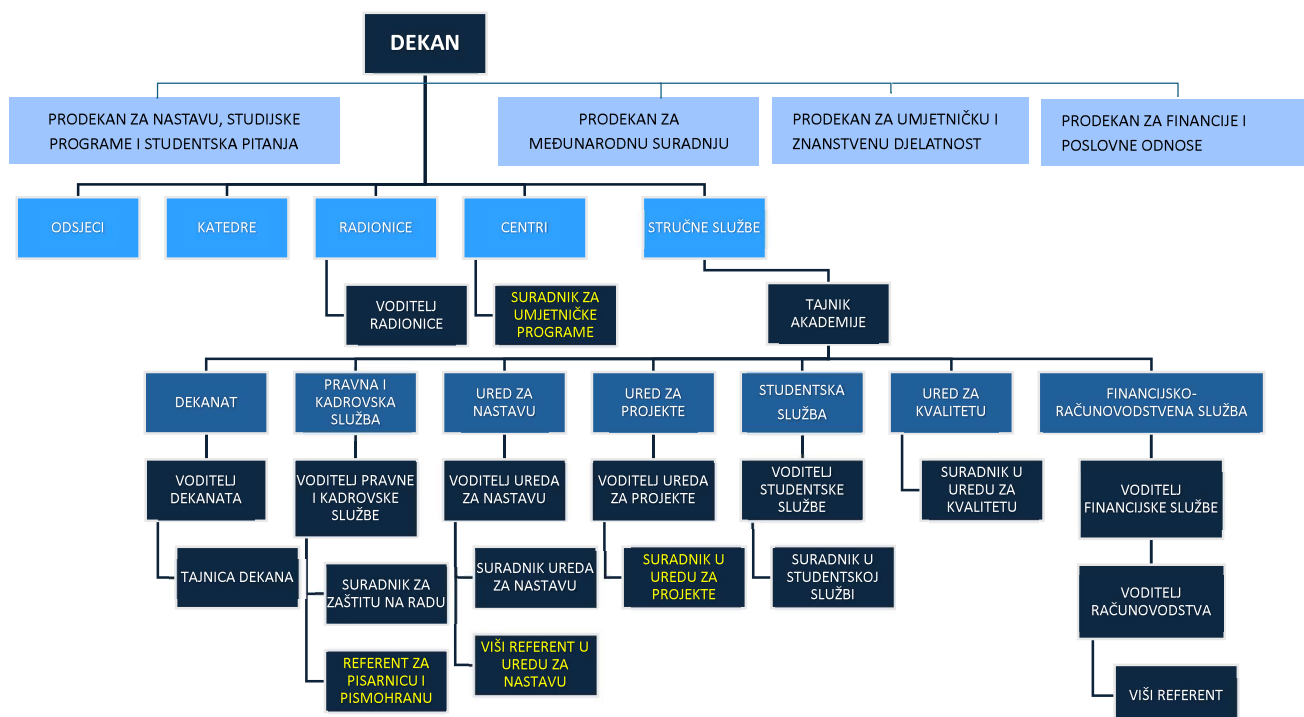 DEKAN
PRODEKAN ZA NASTAVU, STUDIJSKE
PROGRAME I STUDENTSKA PITANJA
PRODEKAN ZA
MEĐUNARODNU SURADNJU
PRODEKAN ZA UMJETNIČKU I
ZNANSTVENU DJELATNOST
PRODEKAN ZA FINANCIJE I
POSLOVNE ODNOSE
ODSJECI
KATEDRE
RADIONICE
CENTRI
STRUČNE SLUŽBE
VODITELJ
RADIONICE
SURADNIK ZA
UMJETNIČKE
PROGRAME
TAJNIK
AKADEMIJE
DEKANAT
PRAVNA I
KADROVSKA
SLUŽBA
URED ZA
NASTAVU
URED ZA
PROJEKTE
STUDENTSKA
SLUŽBA
URED ZA
KVALITETU
FINANCIJSKO-
RAČUNOVODSTVENA SLUŽBA
VODITELJ
DEKANATA
VODITELJ PRAVNE
I KADROVSKE
SLUŽBE
VODITELJ UREDA
ZA NASTAVU
VODITELJ UREDA
ZA PROJEKTE
VODITELJ
STUDENTSKE
SLUŽBE
SURADNIK U
UREDU ZA
KVALITETU
VODITELJ
FINANCIJSKE SLUŽBE
TAJNICA DEKANA
SURADNIK ZA
ZAŠTITU NA RADU
SURADNIK UREDA
ZA NASTAVU
SURADNIK U
UREDU ZA
PROJEKTE
SURADNIK U
STUDENTSKOJ
SLUŽBI
VODITELJ
RAČUNOVODSTVA
REFERENT ZA
PISARNICU I
PISMOHRANU
VIŠI REFERENT U
UREDU ZA
NASTAVU
VIŠI REFERENT